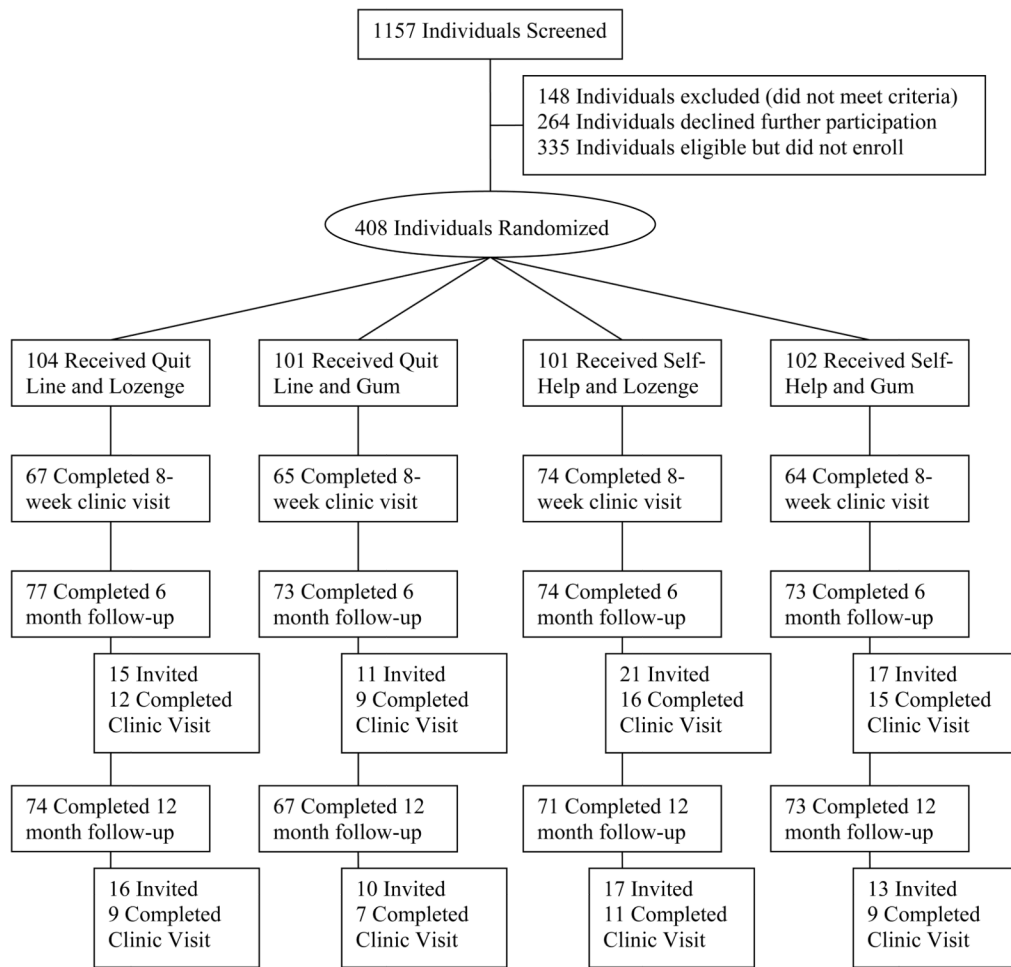 1157 Individuals Screened
148 Individuals excluded (did not meet criteria)
264 Individuals declined further participation
335 Individuals eligible but did not enroll
408 Individuals Randomized
104 Received Quit
Line and Lozenge
101 Received Quit
Line and Gum
101 Received Self-
Help and Lozenge
102 Received Self-
Help and Gum
67 Completed 8-
week clinic visit
65 Completed 8-
week clinic visit
74 Completed 8-
week clinic visit
64 Completed 8-
week clinic visit
77 Completed 6
month follow-up
73 Completed 6
month follow-up
74 Completed 6
month follow-up
73 Completed 6
month follow-up
15 Invited
12 Completed
Clinic Visit
11 Invited
9 Completed
Clinic Visit
21 Invited
16 Completed
Clinic Visit
17 Invited
15 Completed
Clinic Visit
74 Completed 12
month follow-up
67 Completed 12
month follow-up
71 Completed 12
month follow-up
73 Completed 12
month follow-up
16 Invited
9 Completed
Clinic Visit
10 Invited
7 Completed
Clinic Visit
17 Invited
11 Completed
Clinic Visit
13 Invited
9 Completed
Clinic Visit